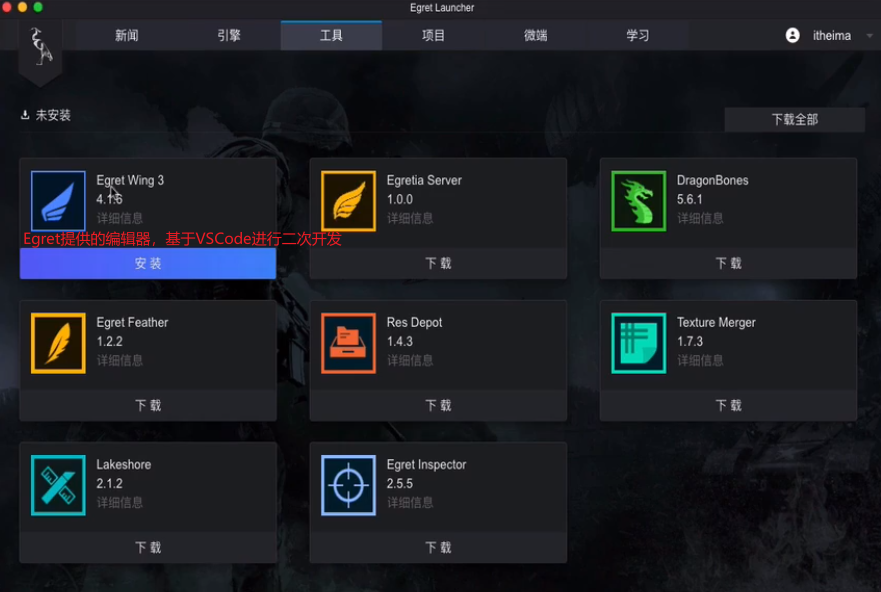 Egret Launcher
新闻 引擎 工具 项目 微端 学习 itheima
未安装 下载全部
Egret Wing 3
4.1.6
详细信息
Egret提供的编辑器，基于VSCode进行二次开发
安装
Egretia Server
1.0.0
详细信息
下载
DragonBones
5.6.1
详细信息
下载
Egret Feather
1.2.2
详细信息
下载
Res Depot
1.4.3
详细信息
下载
Texture Merger
1.7.3
详细信息
下载
Lakeshore
2.1.2
详细信息
下载
Egret Inspector
2.5.5
详细信息
下载